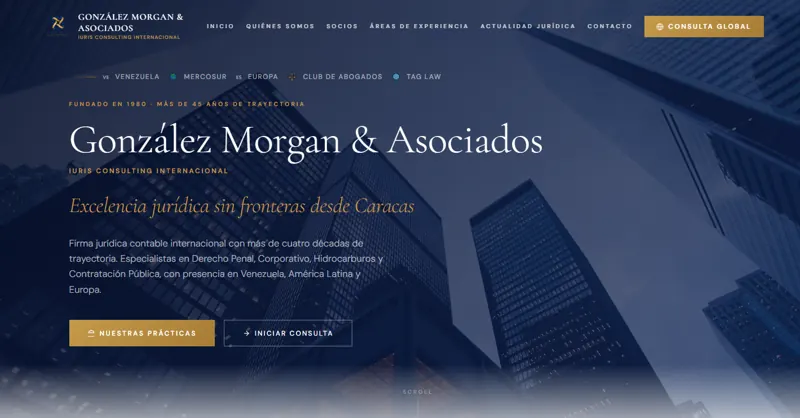 GONZÁLEZ MORGAN &
ASOCIADOS
IURIS CONSULTING INTERNACIONAL
INICIO QUIÉNES SOMOS SOCIOS ÁREAS DE EXPERIENCIA ACTUALIDAD JURÍDICA CONTACTO CONSULTA GLOBAL
VS VENEZUELA MERCOSUR VS EUROPA CLUB DE ABOGADOS TAG LAW
FUNDADO EN 1980 · MÁS DE 45 AÑOS DE TRAYECTORIA
González Morgan & Asociados
IURIS CONSULTING INTERNACIONAL
Excelencia jurídica sin fronteras desde Caracas
Firma jurídica contable internacional con más de cuatro décadas de
trayectoria. Especialistas en Derecho Penal, Corporativo, Hidrocarburos y
Contratación Pública, con presencia en Venezuela, América Latina y
Europa.
NUESTRAS PRÁCTICAS INICIAR CONSULTA
SCROLL